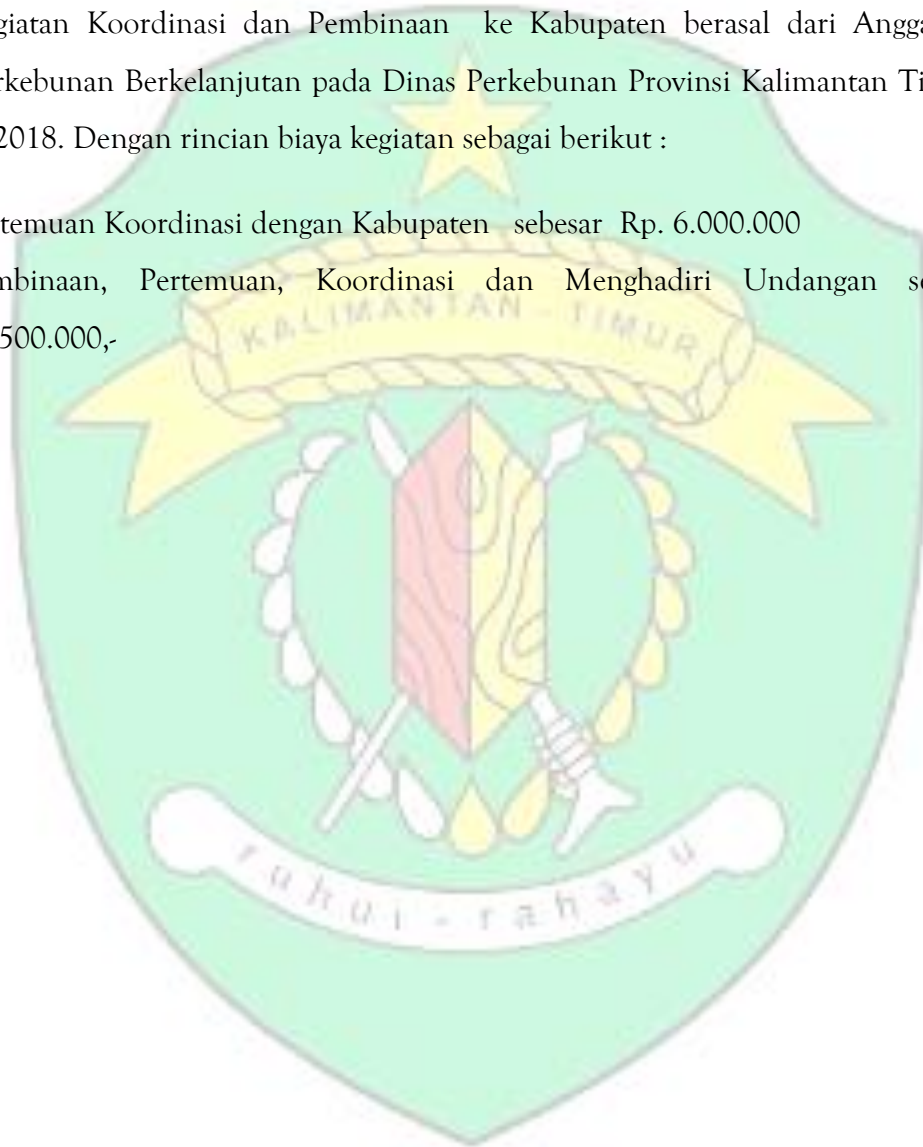 giatan Koordinasi dan Pembinaan ke Kabupaten berasal dari Angga
rkebunan Berkelanjutan pada Dinas Perkebunan Provinsi Kalimantan Ti
2018. Dengan rincian biaya kegiatan sebagai berikut :
temuan Koordinasi dengan Kabupaten sebesar Rp. 6.000.000
mbinaan, Pertemuan, Koordinasi dan Menghadiri Undangan se
500.000,-
KALIMANTAN - TIMUR
ruhui - rahayu